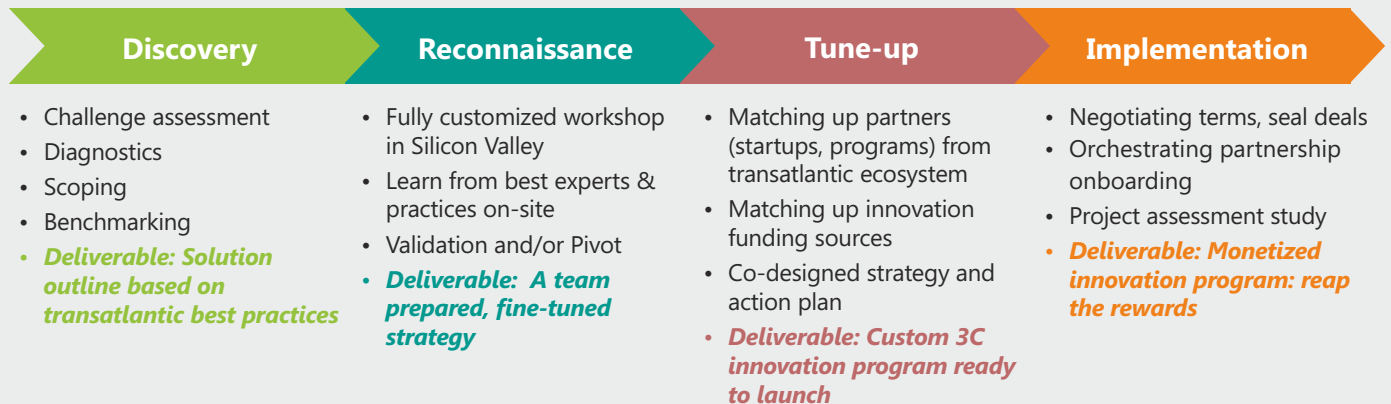 Discovery
• Challenge assessment
• Diagnostics
• Scoping
• Benchmarking
• Deliverable: Solution
outline based on
transatlantic best practices
Reconnaissance
• Fully customized workshop
in Silicon Valley
• Learn from best experts &
practices on-site
• Validation and/or Pivot
• Deliverable: A team
prepared, fine-tuned
strategy
Tune-up
• Matching up partners
(startups, programs) from
transatlantic ecosystem
• Matching up innovation
funding sources
• Co-designed strategy and
action plan
• Deliverable: Custom 3C
innovation program ready
to launch
Implementation
• Negotiating terms, seal deals
• Orchestrating partnership
onboarding
• Project assessment study
• Deliverable: Monetized
innovation program: reap
the rewards